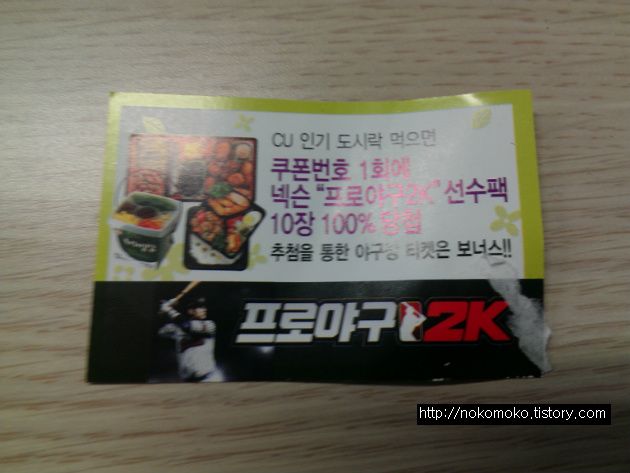 CU 인기 도시락 먹으면
쿠폰번호 1회에
넥슨 "프로야구2K" 선수팩
10장 100% 당첨
추첨을 통한 야구장 티켓은 보너스!!
프로야구2K
http://nokomoko.tistory.com